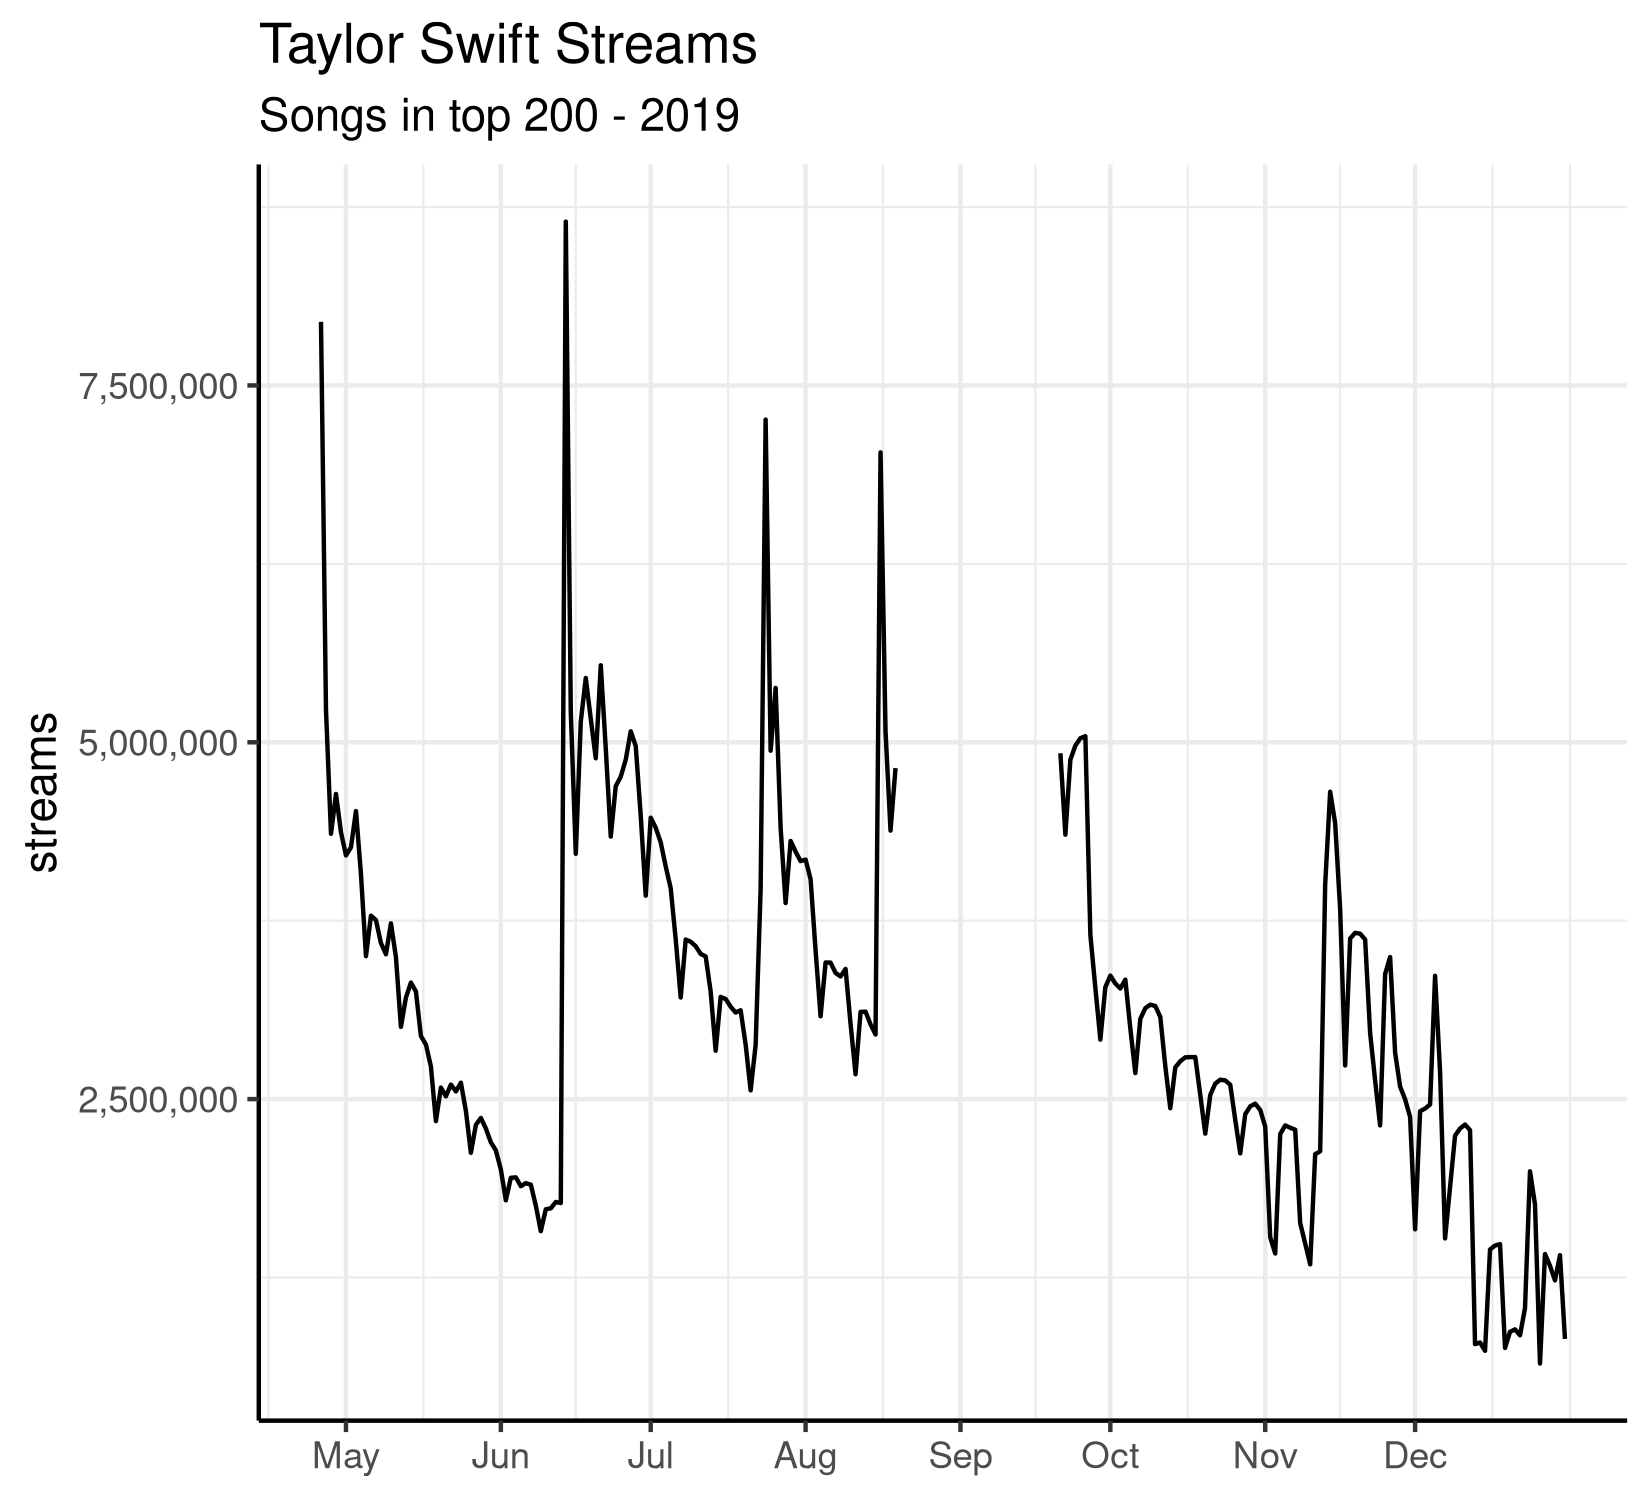 Taylor Swift Streams
Songs in top 200 - 2019
streams
7,500,000
5,000,000
2,500,000
May Jun Jul Aug Sep Oct Nov Dec